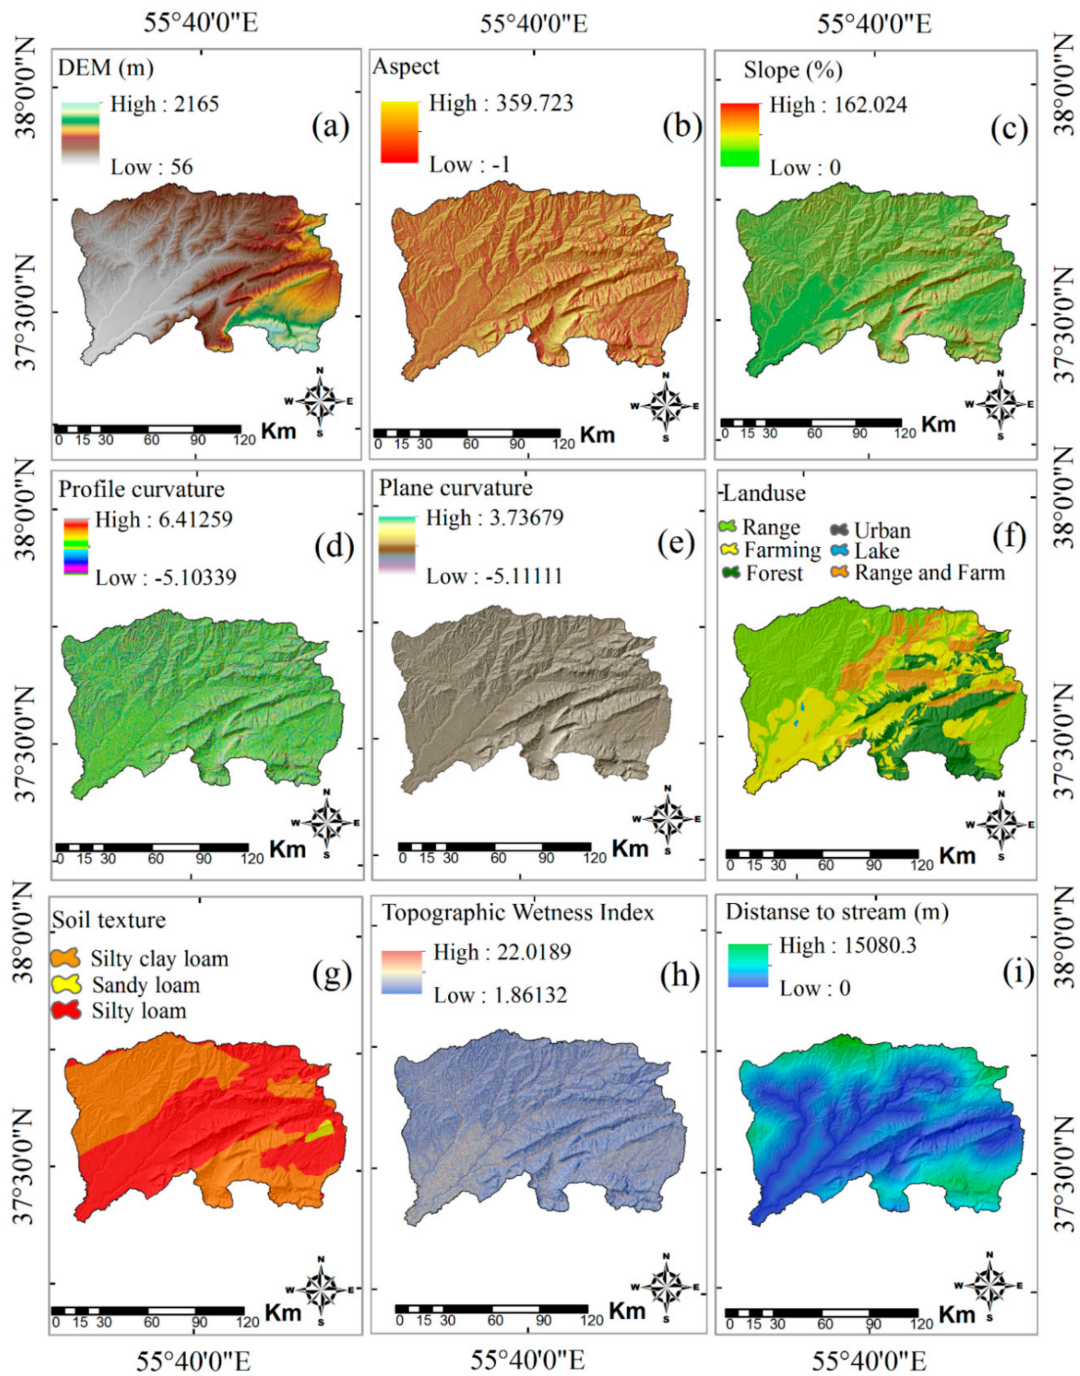 55°40'0"E 55°40'0"E 55°40'0"E
38°0'0"N 38°0'0"N
37°30'0"N 37°30'0"N
DEM (m)
High : 2165
Low : 56
(a)
N
W E
S
0 15 30 60 90 120 Km
Aspect
High : 359.723
Low : -1
(b)
N
W E
S
0 15 30 60 90 120 Km
Slope (%)
High : 162.024
Low : 0
(c)
N
W E
S
0 15 30 60 90 120 Km
38°0'0"N 38°0'0"N
37°30'0"N 37°30'0"N
Profile curvature
High : 6.41259
Low : -5.10339
(d)
N
W E
S
0 15 30 60 90 120 Km
Plane curvature
High : 3.73679
Low : -5.11111
(e)
N
W E
S
0 15 30 60 90 120 Km
Landuse
Range Urban
Farming Lake
Forest Range and Farm
(f)
N
W E
S
0 15 30 60 90 120 Km
38°0'0"N 38°0'0"N
37°30'0"N 37°30'0"N
Soil texture
Silty clay loam
Sandy loam
Silty loam
(g)
N
W E
S
0 15 30 60 90 120 Km
Topographic Wetness Index
High : 22.0189
Low : 1.86132
(h)
N
W E
S
0 15 30 60 90 120 Km
Distanse to stream (m)
High : 15080.3
Low : 0
(i)
N
W E
S
0 15 30 60 90 120 Km
55°40'0"E 55°40'0"E 55°40'0"E